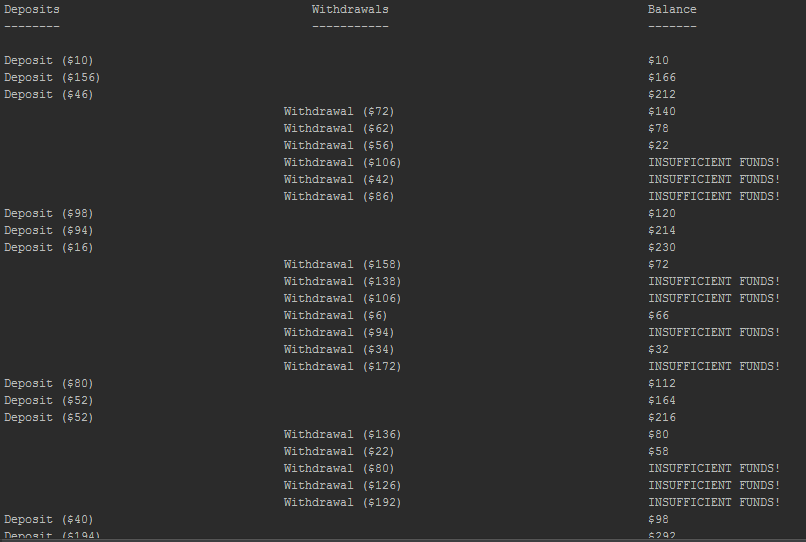 Deposits Withdrawals Balance
-------- ----------- -------
Deposit ($10) $10
Deposit ($156) $166
Deposit ($46) $212
Withdrawal ($72) $140
Withdrawal ($62) $78
Withdrawal ($56) $22
Withdrawal ($106) INSUFFICIENT FUNDS!
Withdrawal ($42) INSUFFICIENT FUNDS!
Withdrawal ($86) INSUFFICIENT FUNDS!
Deposit ($98) $120
Deposit ($94) $214
Deposit ($16) $230
Withdrawal ($158) $72
Withdrawal ($138) INSUFFICIENT FUNDS!
Withdrawal ($106) INSUFFICIENT FUNDS!
Withdrawal ($6) $66
Withdrawal ($94) INSUFFICIENT FUNDS!
Withdrawal ($34) $32
Withdrawal ($172) INSUFFICIENT FUNDS!
Deposit ($80) $112
Deposit ($52) $164
Deposit ($52) $216
Withdrawal ($136) $80
Withdrawal ($22) $58
Withdrawal ($80) INSUFFICIENT FUNDS!
Withdrawal ($126) INSUFFICIENT FUNDS!
Withdrawal ($192) INSUFFICIENT FUNDS!
Deposit ($40) $98
Deposit ($194) $292